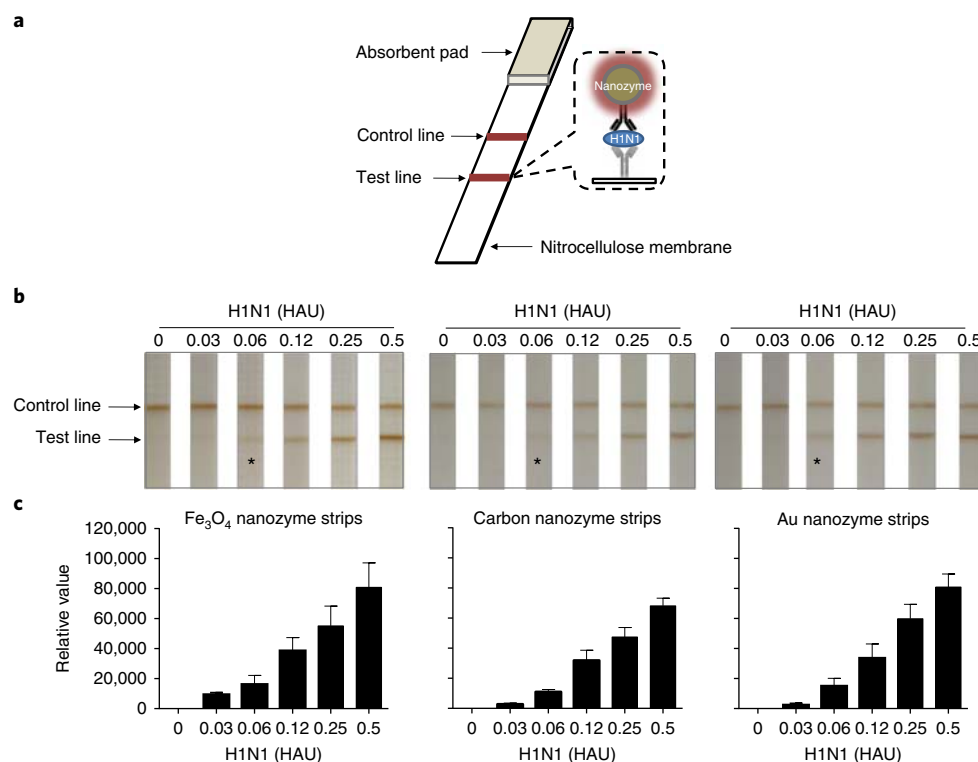 a
Absorbent pad
Control line
Test line
Nitrocellulose membrane
Nanozyme
H1N1
b
H1N1 (HAU) H1N1 (HAU) H1N1 (HAU)
0 0.03 0.06 0.12 0.25 0.5 0 0.03 0.06 0.12 0.25 0.5 0 0.03 0.06 0.12 0.25 0.5
Control line
Test line
* * *
c
Fe₃O₄ nanozyme strips Carbon nanozyme strips Au nanozyme strips
Relative value
120,000
100,000
80,000
60,000
40,000
20,000
0
0 0.03 0.06 0.12 0.25 0.5 0 0.03 0.06 0.12 0.25 0.5 0 0.03 0.06 0.12 0.25 0.5
H1N1 (HAU) H1N1 (HAU) H1N1 (HAU)